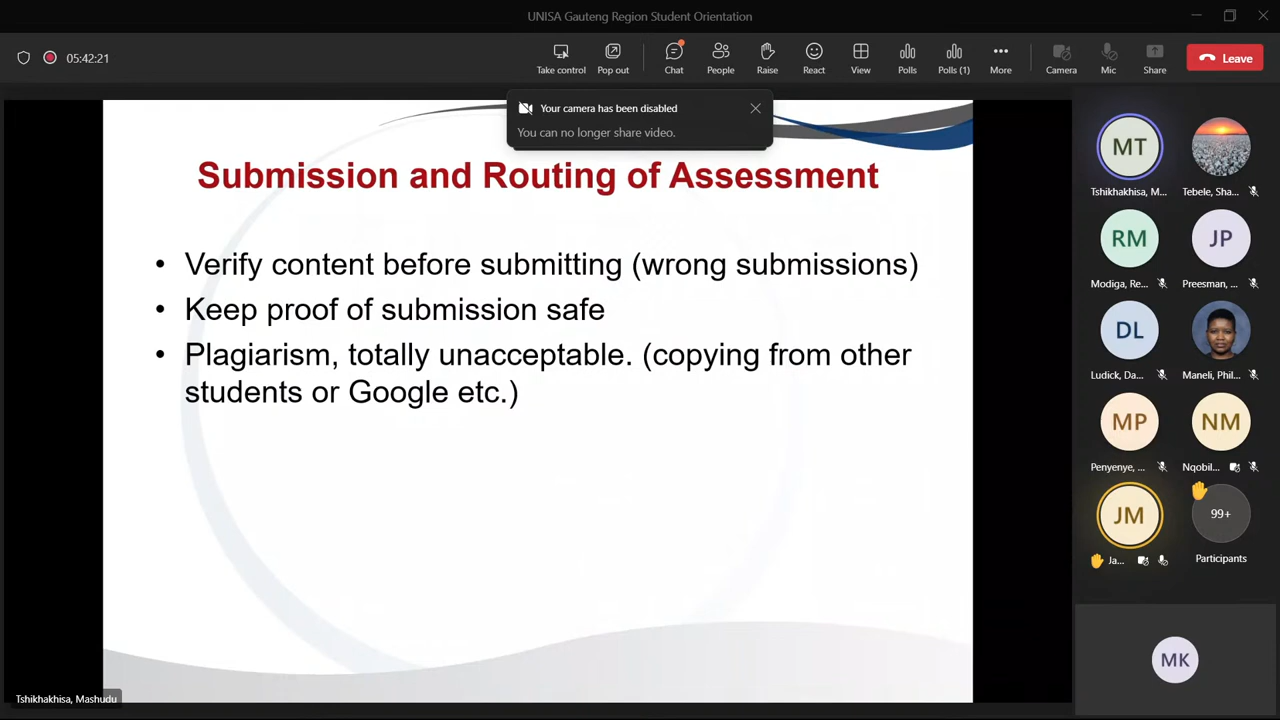 UNISA Gauteng Region Student Orientation
05:42:21
Take control
Pop out
Chat
People
Raise
React
View
Polls
Polls (1)
More
Camera
Mic
Share
Leave
Your camera has been disabled
You can no longer share video.
Submission and Routing of Assessment
• Verify content before submitting (wrong submissions)
• Keep proof of submission safe
• Plagiarism, totally unacceptable. (copying from other
students or Google etc.)
MT
Tshikhakhisa, M...
Tebele, Sha...
RM
Modiga, Re...
JP
Preesman, ...
DL
Ludick, Da...
Maneli, Phil...
MP
Penyenye, ...
NM
Nqobil...
JM
Ja...
99+
Participants
MK
Tshikhakhisa, Mashudu